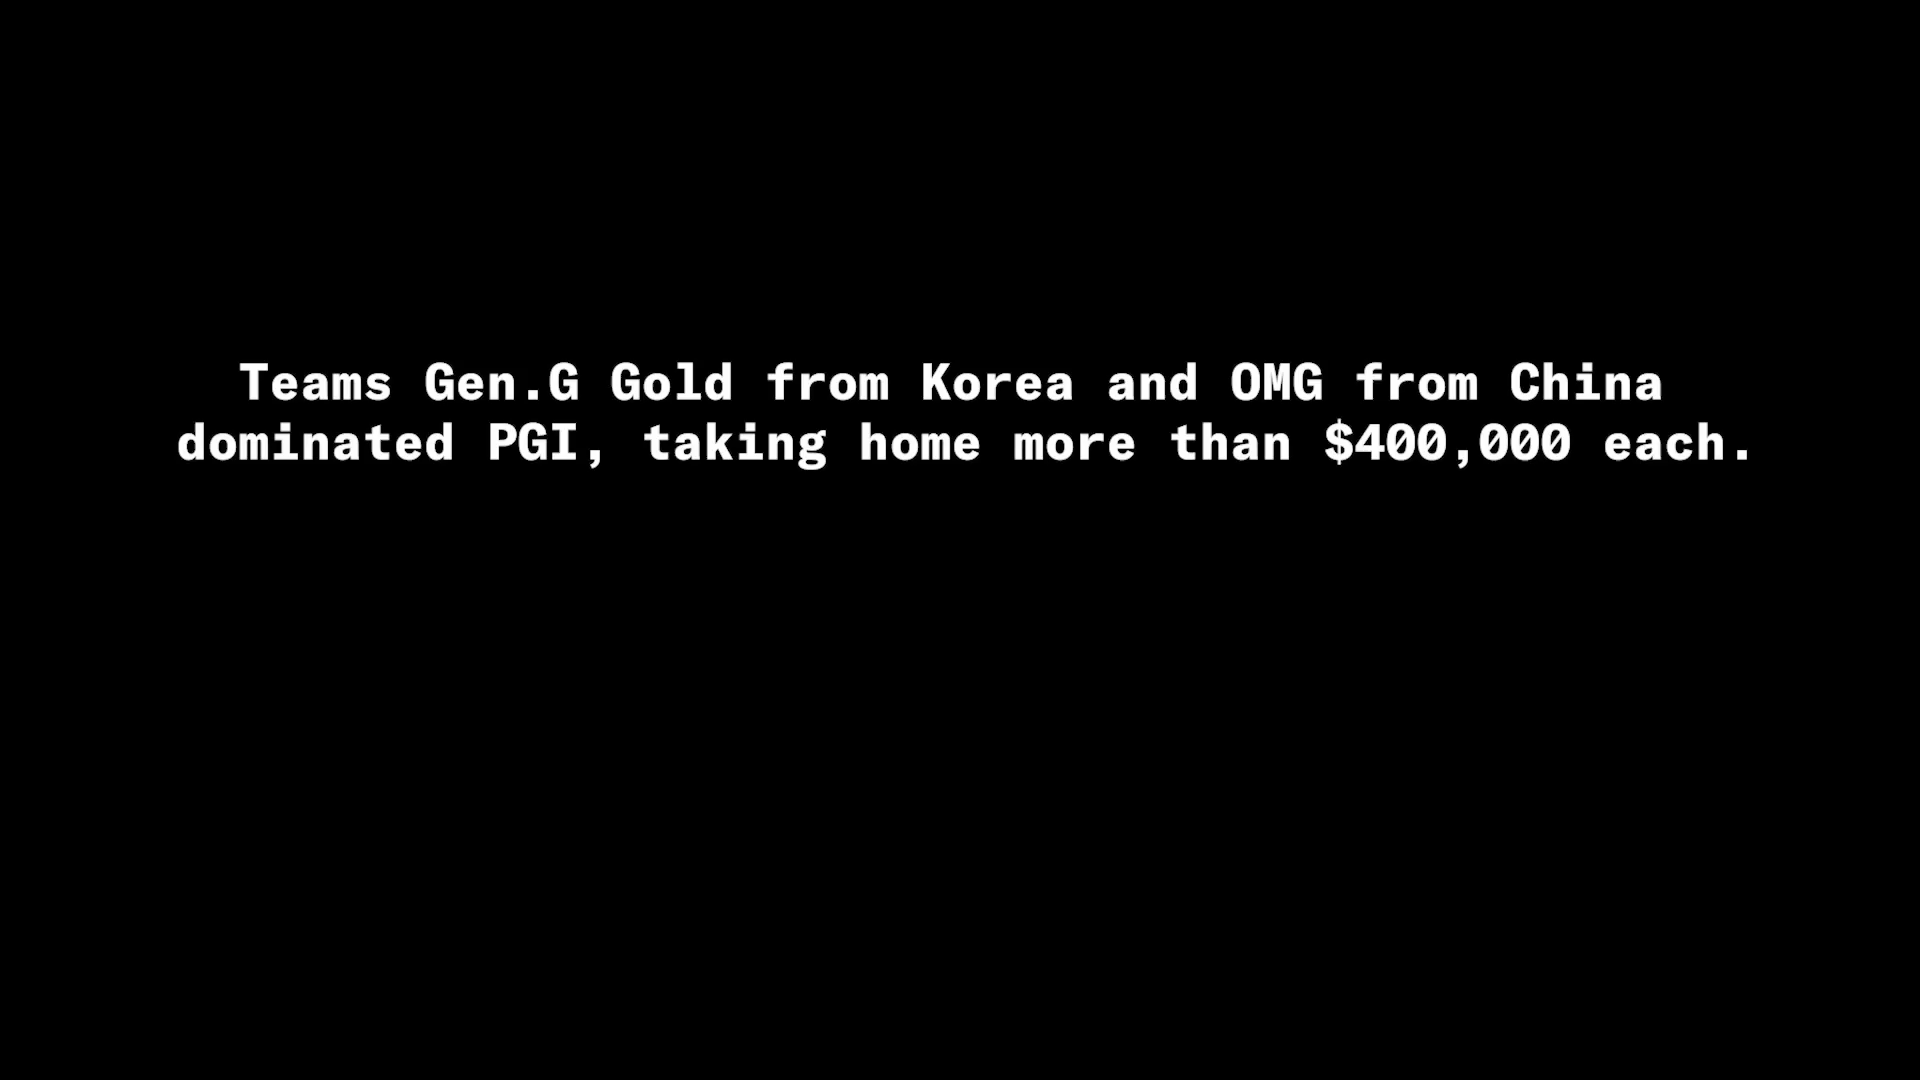 Teams Gen.G Gold from Korea and OMG from China
dominated PGI, taking home more than $400,000 each.